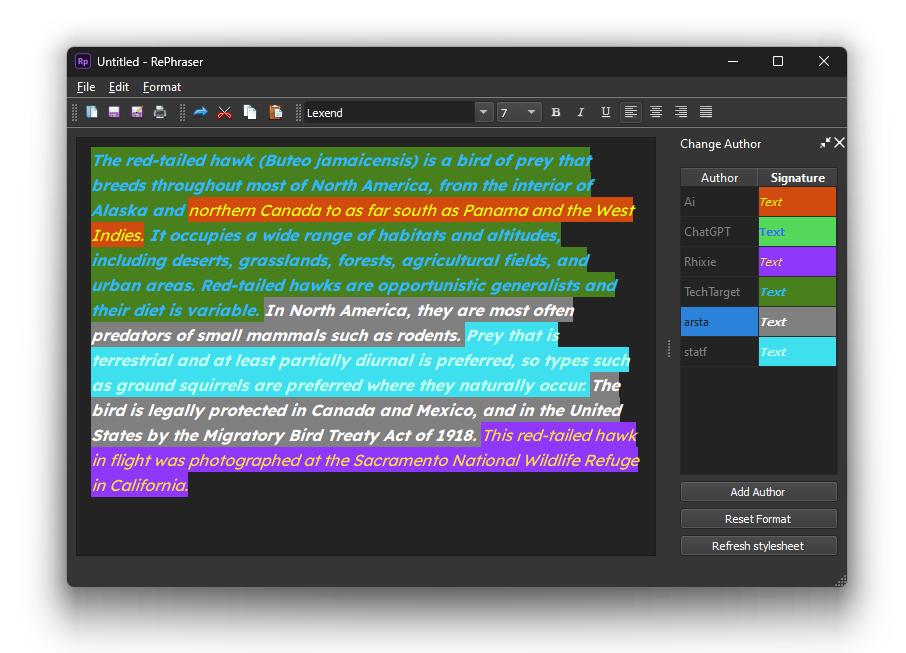 Rp Untitled - RePhraser
File Edit Format
Lexend 7 B I U
The red-tailed hawk (Buteo jamaicensis) is a bird of prey that
breeds throughout most of North America, from the interior of
Alaska and northern Canada to as far south as Panama and the West
Indies. It occupies a wide range of habitats and altitudes,
including deserts, grasslands, forests, agricultural fields, and
urban areas. Red-tailed hawks are opportunistic generalists and
their diet is variable. In North America, they are most often
predators of small mammals such as rodents. Prey that is
terrestrial and at least partially diurnal is preferred, so types such
as ground squirrels are preferred where they naturally occur. The
bird is legally protected in Canada and Mexico, and in the United
States by the Migratory Bird Treaty Act of 1918. This red-tailed hawk
in flight was photographed at the Sacramento National Wildlife Refuge
in California.
Change Author
Author Signature
Ai Text
ChatGPT Text
Rhixie Text
TechTarget Text
arsta Text
statf Text
Add Author
Reset Format
Refresh stylesheet